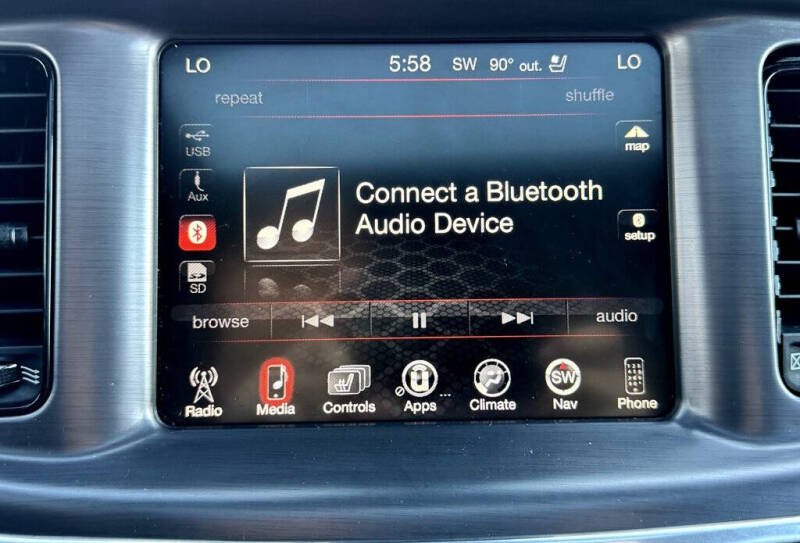 LO 5:58 SW 90° out. LO
repeat shuffle
USB
map
Aux
Connect a Bluetooth
Audio Device
setup
SD
browse audio
SW
Radio Media Controls Apps ... Climate Nav Phone